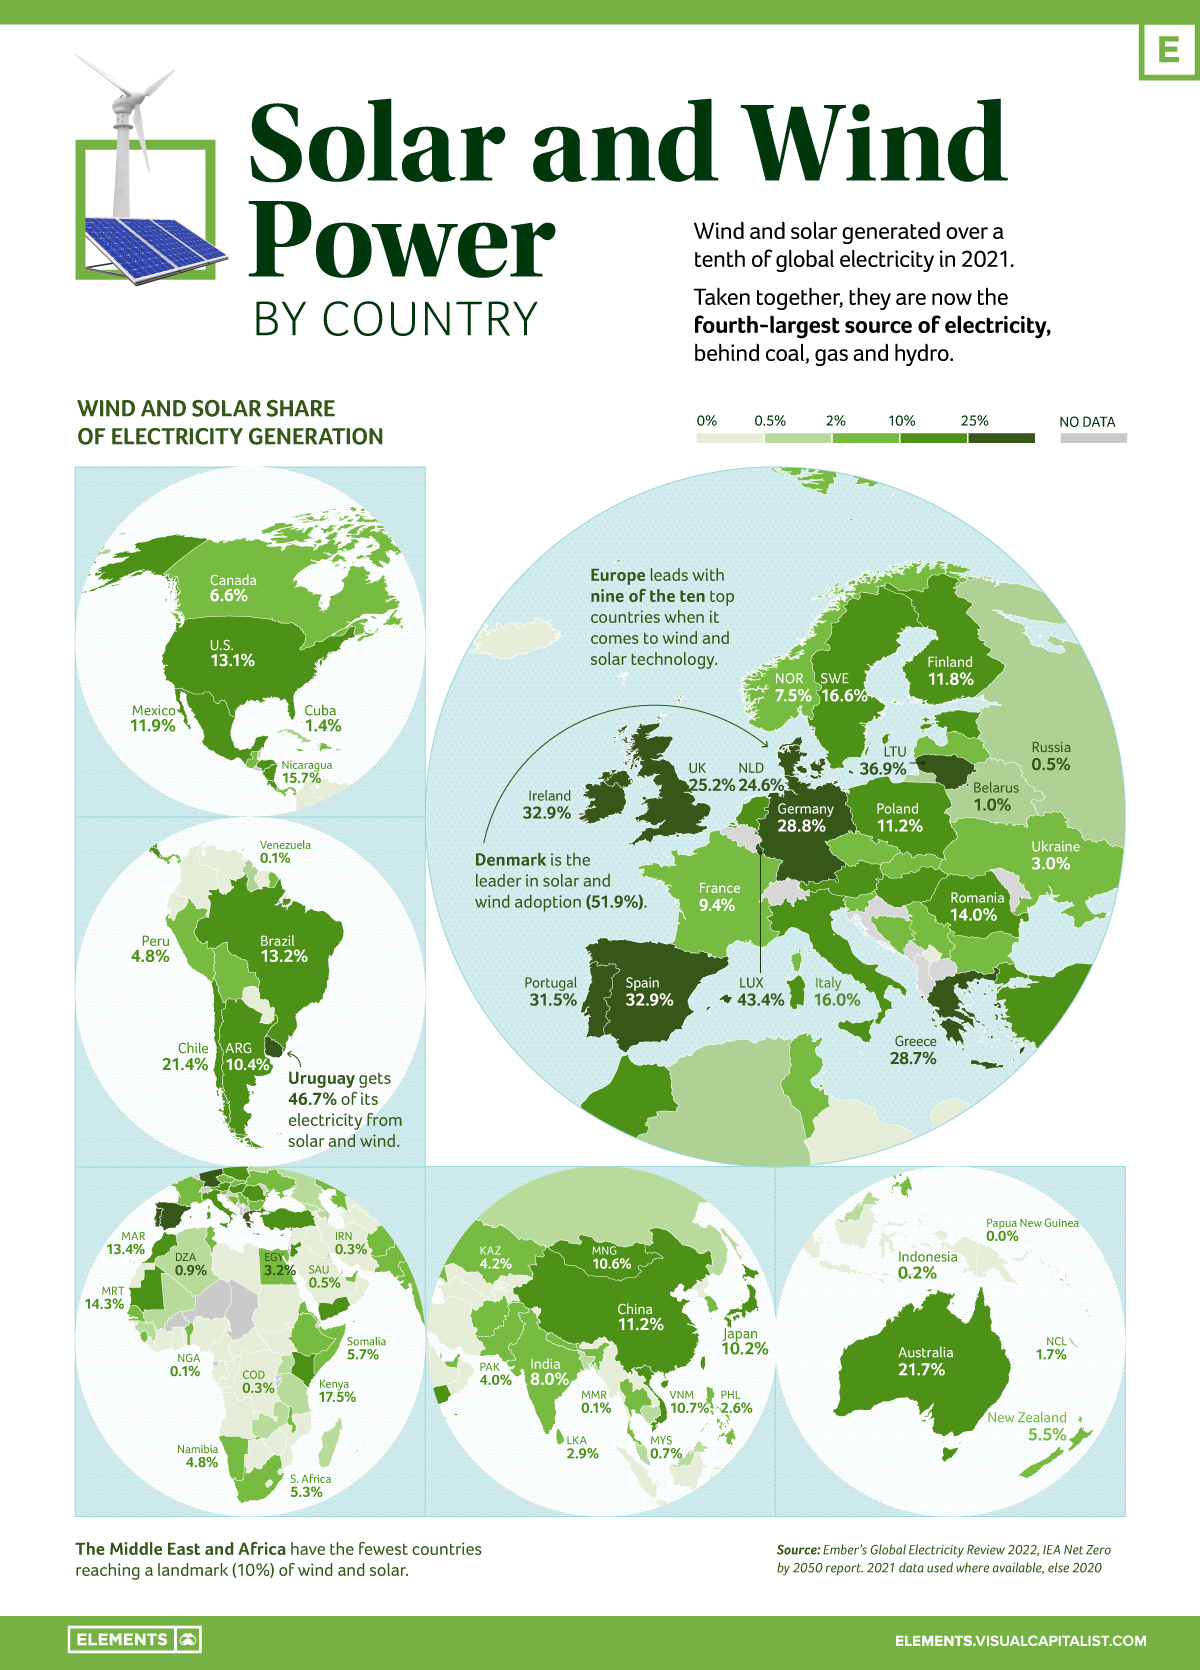 E
Solar and Wind
Power
BY COUNTRY
Wind and solar generated over a
tenth of global electricity in 2021.
Taken together, they are now the
fourth-largest source of electricity,
behind coal, gas and hydro.
WIND AND SOLAR SHARE
OF ELECTRICITY GENERATION
0% 0.5% 2% 10% 25% NO DATA
Canada
6.6%
U.S.
13.1%
Mexico
11.9%
Cuba
1.4%
Nicaragua
15.7%
Europe leads with
nine of the ten top
countries when it
comes to wind and
solar technology.
NOR
7.5%
SWE
16.6%
Finland
11.8%
LTU
36.9%
Russia
0.5%
Belarus
1.0%
UK
25.2%
NLD
24.6%
Ireland
32.9%
Germany
28.8%
Poland
11.2%
Ukraine
3.0%
Denmark is the
leader in solar and
wind adoption (51.9%).
France
9.4%
Romania
14.0%
Portugal
31.5%
Spain
32.9%
LUX
43.4%
Italy
16.0%
Greece
28.7%
Venezuela
0.1%
Peru
4.8%
Brazil
13.2%
Chile
21.4%
ARG
10.4%
Uruguay gets
46.7% of its
electricity from
solar and wind.
MAR
13.4%
DZA
0.9%
EGY
3.2%
IRN
0.3%
SAU
0.5%
MRT
14.3%
NGA
0.1%
COD
0.3%
Somalia
5.7%
Kenya
17.5%
Namibia
4.8%
S. Africa
5.3%
KAZ
4.2%
MNG
10.6%
China
11.2%
Japan
10.2%
PAK
4.0%
India
8.0%
MMR
0.1%
VNM
10.7%
PHL
2.6%
LKA
2.9%
MYS
0.7%
Papua New Guinea
0.0%
Indonesia
0.2%
Australia
21.7%
NCL
1.7%
New Zealand
5.5%
The Middle East and Africa have the fewest countries
reaching a landmark (10%) of wind and solar.
Source: Ember's Global Electricity Review 2022, IEA Net Zero
by 2050 report. 2021 data used where available, else 2020
ELEMENTS
ELEMENTS.VISUALCAPITALIST.COM